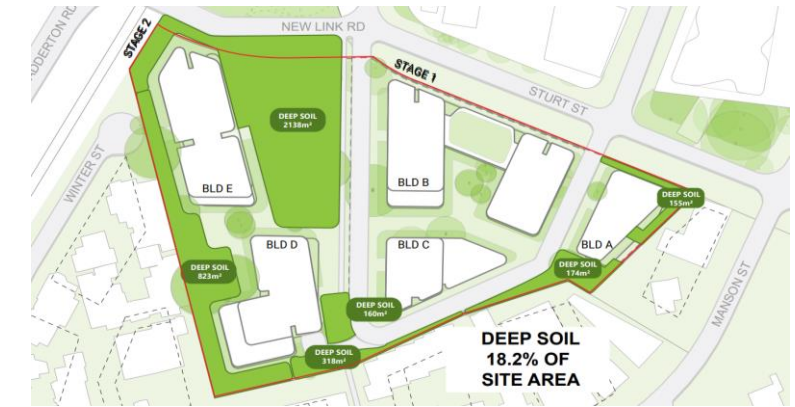 ADDERTON RD
STAGE 2
NEW LINK RD
STAGE 1
STURT ST
DEEP SOIL
2138m²
WINTER ST
BLD E
BLD B
DEEP SOIL
155m²
BLD D
BLD C
BLD A
DEEP SOIL
823m²
DEEP SOIL
174m²
MANSON ST
DEEP SOIL
160m²
DEEP SOIL
318m²
DEEP SOIL
18.2% OF
SITE AREA